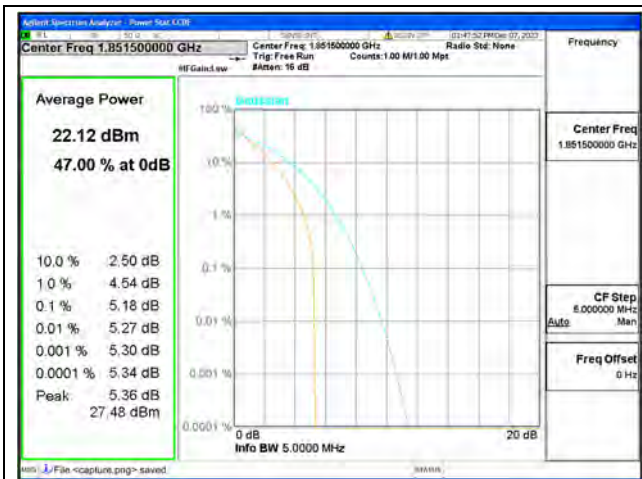 Agilent Spectrum Analyzer - Power Stat CCDF
Center Freq 1.851500000 GHz
Center Freq: 1.851500000 GHz
Radio Std: None
Trig: Free Run
Counts:1.00 M/1.00 Mpt
#IFGain:Low
#Atten: 16 dB
Frequency
Average Power
22.12 dBm
47.00 % at 0dB
10.0 % 2.50 dB
1.0 % 4.54 dB
0.1 % 5.18 dB
0.01 % 5.27 dB
0.001 % 5.30 dB
0.0001 % 5.34 dB
Peak 5.36 dB
27.48 dBm
Gaussian
100 %
10 %
1 %
0.1 %
0.01 %
0.001 %
0.0001 %
0 dB
20 dB
Info BW 5.0000 MHz
Center Freq
1.851500000 GHz
CF Step
5.000000 MHz
Auto Man
Freq Offset
0 Hz
MSG File <capture.png> saved
STATUS